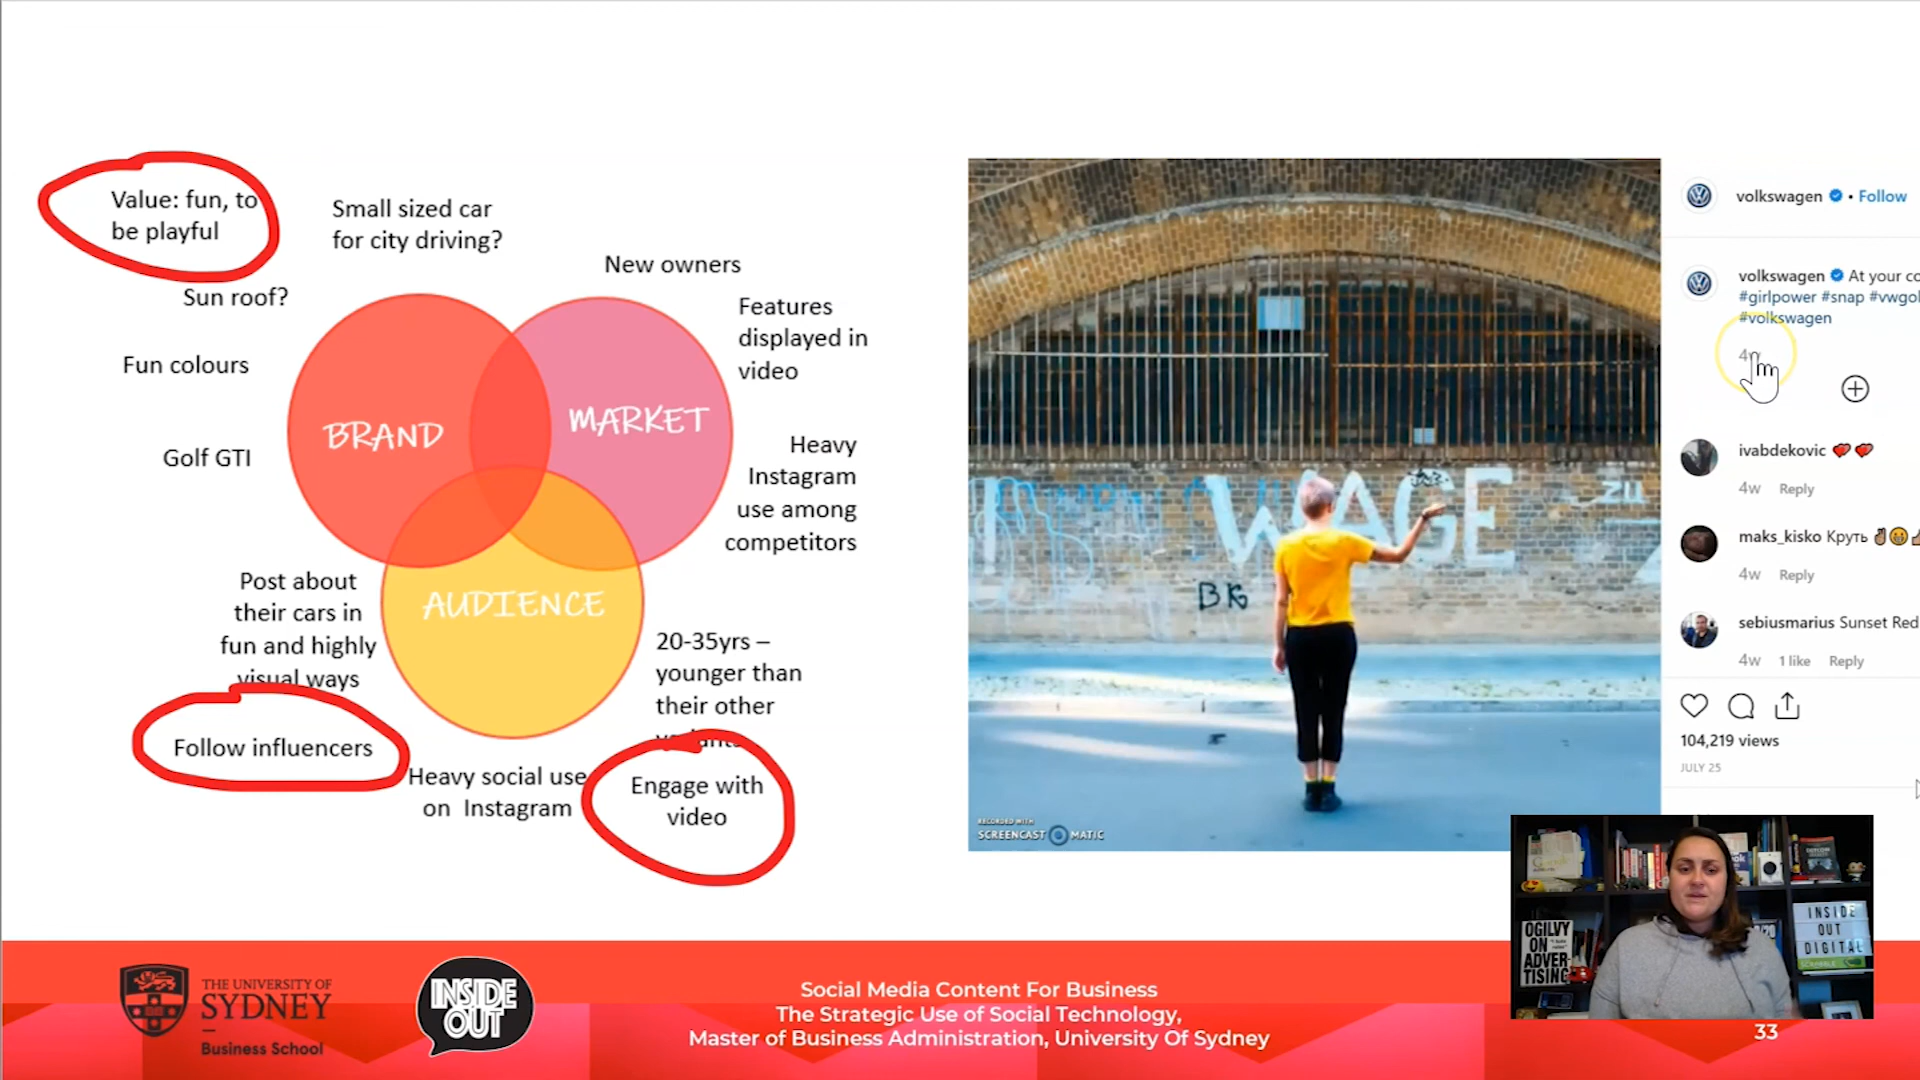 Value: fun, to
be playful
Small sized car
for city driving?
New owners
Sun roof?
Features
displayed in
video
Fun colours
BRAND
MARKET
Golf GTI
Heavy
Instagram
use among
competitors
Post about
their cars in
fun and highly
visual ways
AUDIENCE
20-35yrs –
younger than
their other
Follow influencers
Heavy social use
on Instagram
Engage with
video
WAGE
BK
RECORDED WITH
SCREENCAST MATIC
volkswagen • Follow
volkswagen At your co
#girlpower #snap #vwgol
#volkswagen
4w
ivabdekovic
4w Reply
maks_kisko Круть
4w Reply
sebiusmarius Sunset Red
4w 1 like Reply
104,219 views
JULY 25
OGILVY
ON
ADVER
TISING
INSIDE
OUT
DIGITAL
THE UNIVERSITY OF
SYDNEY
Business School
INSIDE
OUT
Social Media Content For Business
The Strategic Use of Social Technology,
Master of Business Administration, University Of Sydney
33